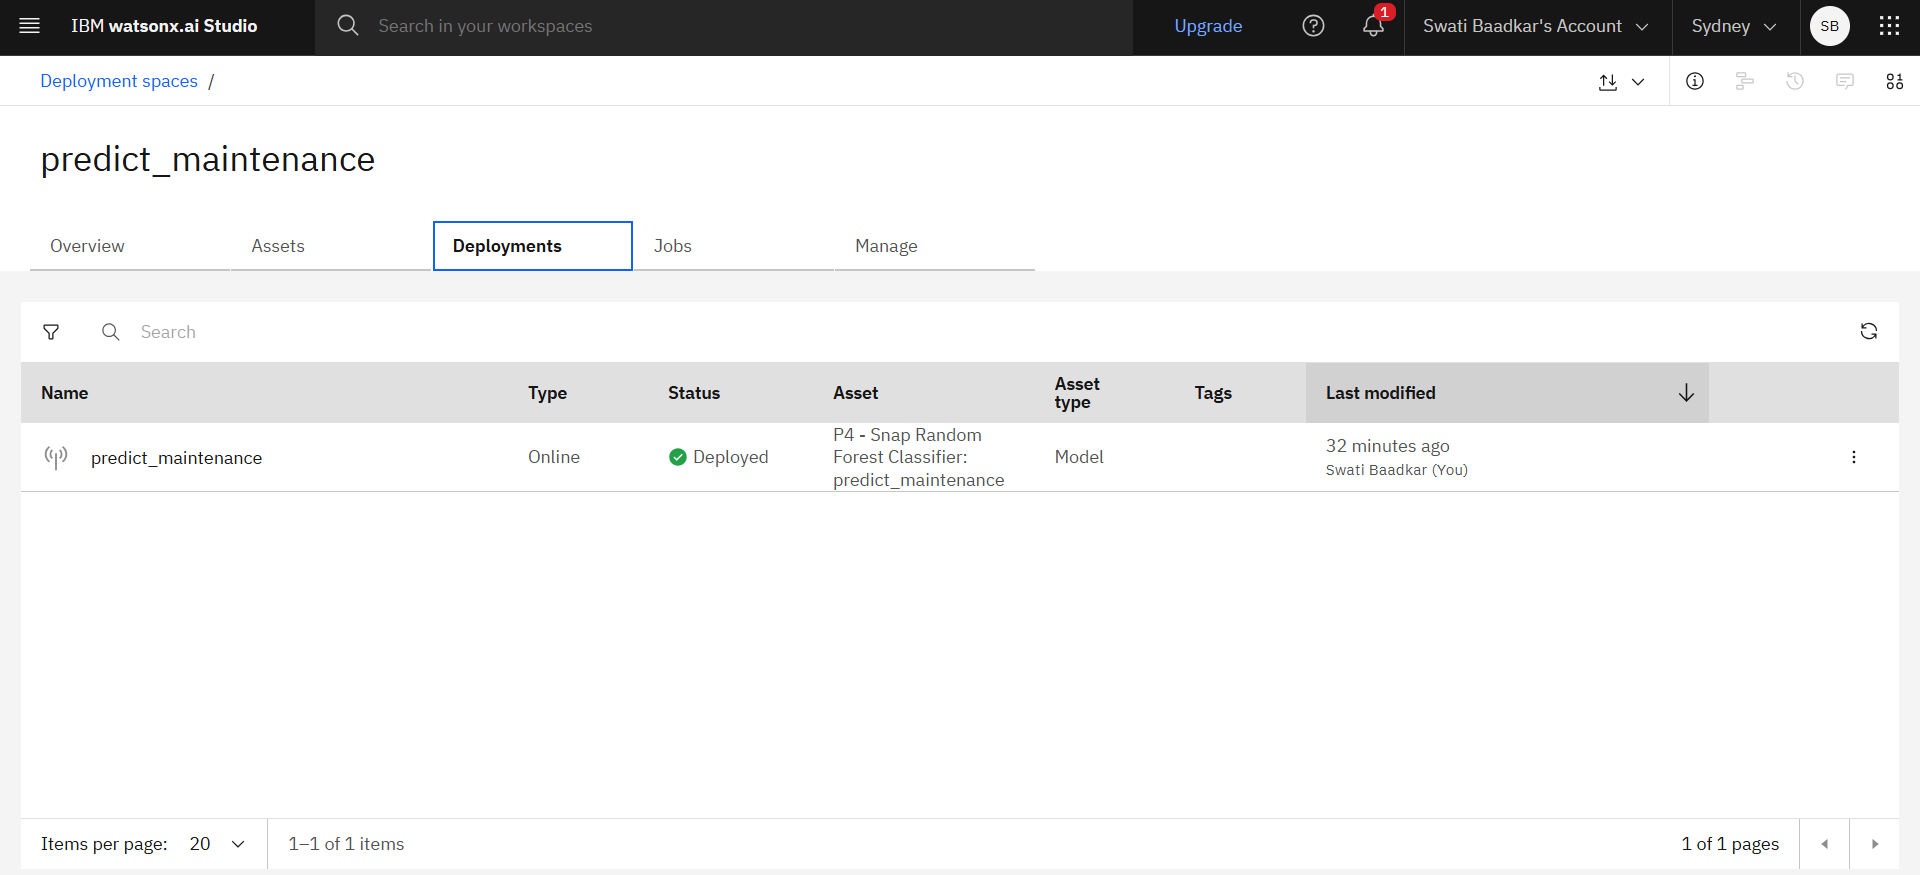 IBM watsonx.ai Studio
Search in your workspaces
Upgrade
1
Swati Baadkar's Account
Sydney
SB
Deployment spaces /
predict_maintenance
Overview
Assets
Deployments
Jobs
Manage
Search
Name
Type
Status
Asset
Asset
type
Tags
Last modified
predict_maintenance
Online
Deployed
P4 - Snap Random
Forest Classifier:
predict_maintenance
Model
32 minutes ago
Swati Baadkar (You)
Items per page: 20
1–1 of 1 items
1 of 1 pages